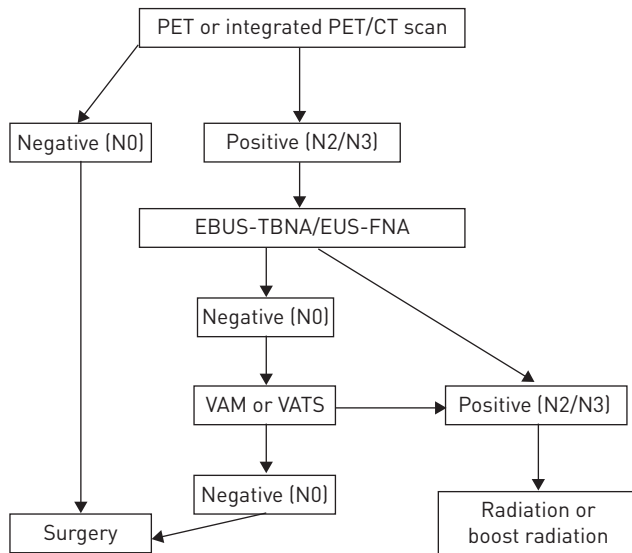 PET or integrated PET/CT scan
Negative (N0)
Positive (N2/N3)
EBUS-TBNA/EUS-FNA
Negative (N0)
VAM or VATS
Positive (N2/N3)
Negative (N0)
Surgery
Radiation or
boost radiation